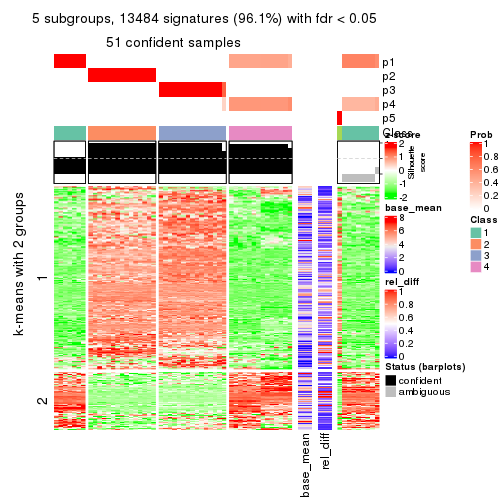 5 subgroups, 13484 signatures (96.1%) with fdr < 0.05
51 confident samples
p1
p2
p3
p4
p5
Class
k-means with 2 groups
1
2
base_mean
rel_diff
z-score
2
1
0
-1
-2
Silhouette
score
base_mean
8
6
4
2
0
rel_diff
1
0.8
0.6
0.4
0.2
0
Status (barplots)
confident
ambiguous
Prob
1
0.8
0.6
0.4
0.2
0
Class
1
2
3
4